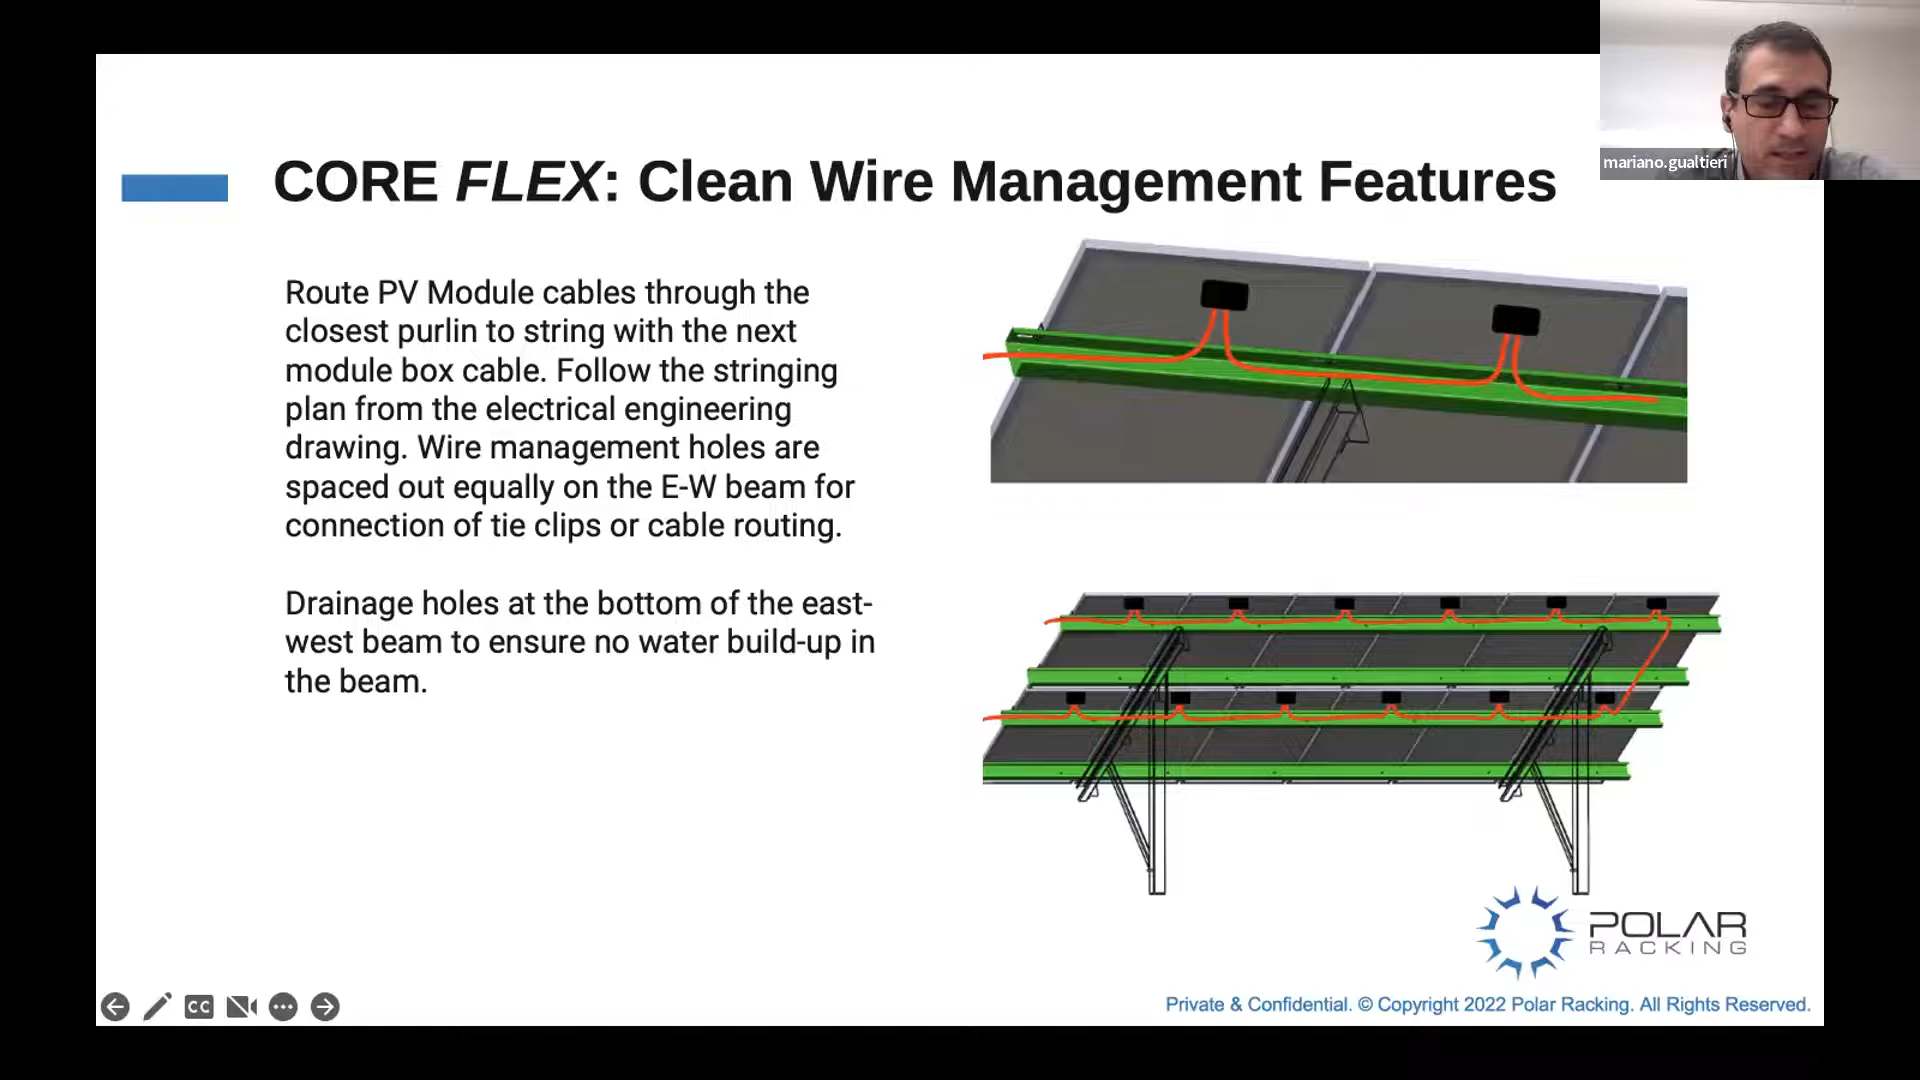 mariano.gualtieri
CORE FLEX: Clean Wire Management Features
Route PV Module cables through the
closest purlin to string with the next
module box cable. Follow the stringing
plan from the electrical engineering
drawing. Wire management holes are
spaced out equally on the E-W beam for
connection of tie clips or cable routing.
Drainage holes at the bottom of the east-
west beam to ensure no water build-up in
the beam.
POLAR
RACKING
CC
Private & Confidential. © Copyright 2022 Polar Racking. All Rights Reserved.